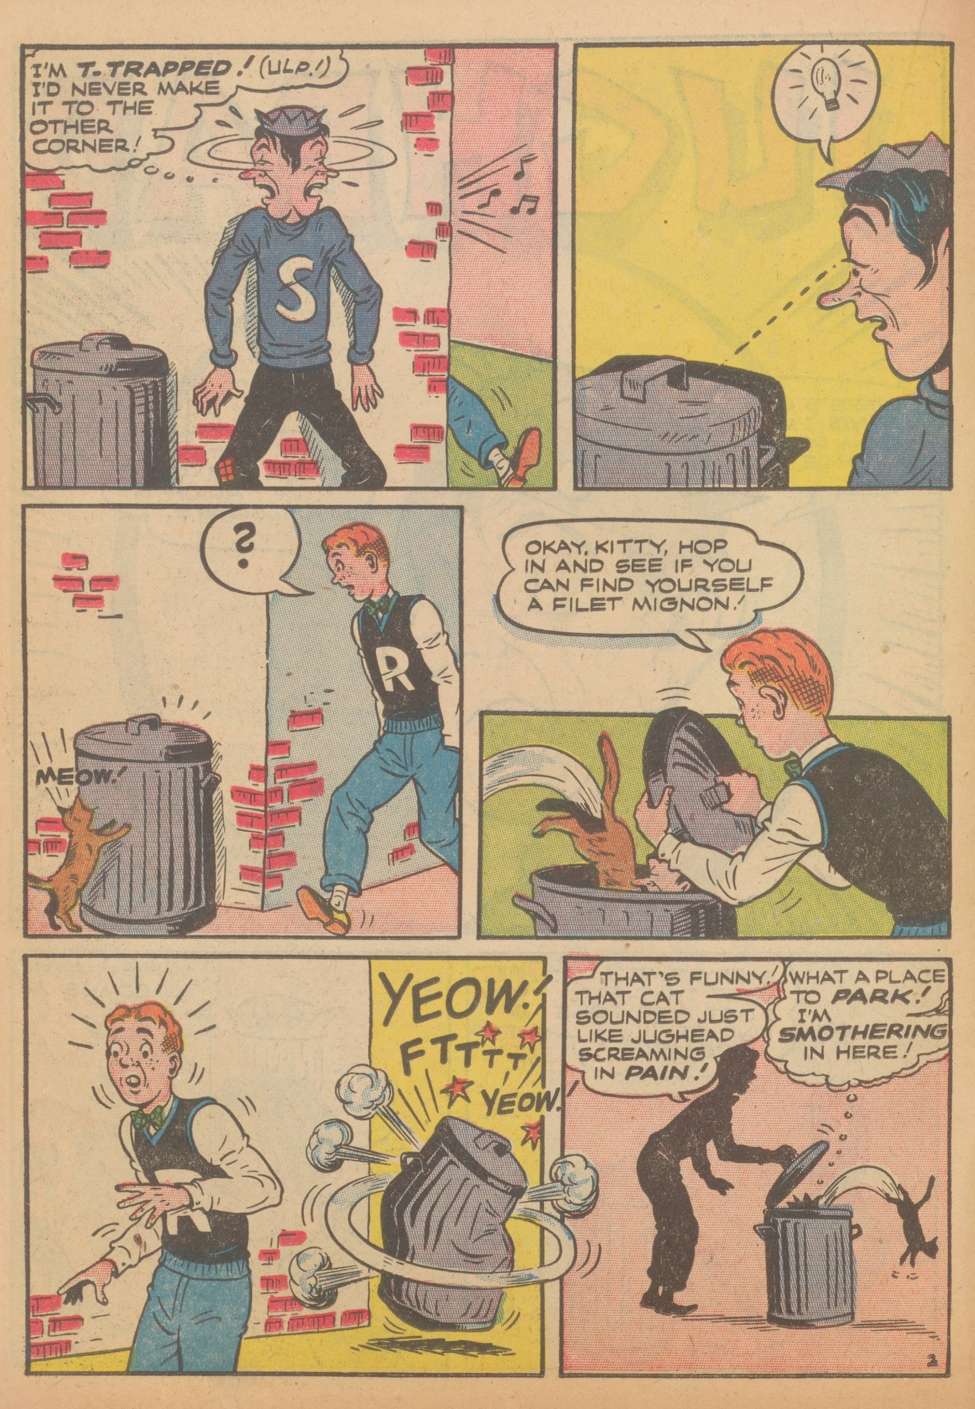 I'M T-TRAPPED! (ULP!)
I'D NEVER MAKE
IT TO THE
OTHER
CORNER!
S
?
R
MEOW!
OKAY, KITTY, HOP
IN AND SEE IF YOU
CAN FIND YOURSELF
A FILET MIGNON!
YEOW!
FTTTT!
YEOW!
R
THAT'S FUNNY!
THAT CAT
SOUNDED JUST
LIKE JUGHEAD
SCREAMING
IN PAIN!
WHAT A PLACE
TO PARK!
I'M
SMOTHERING
IN HERE!
2